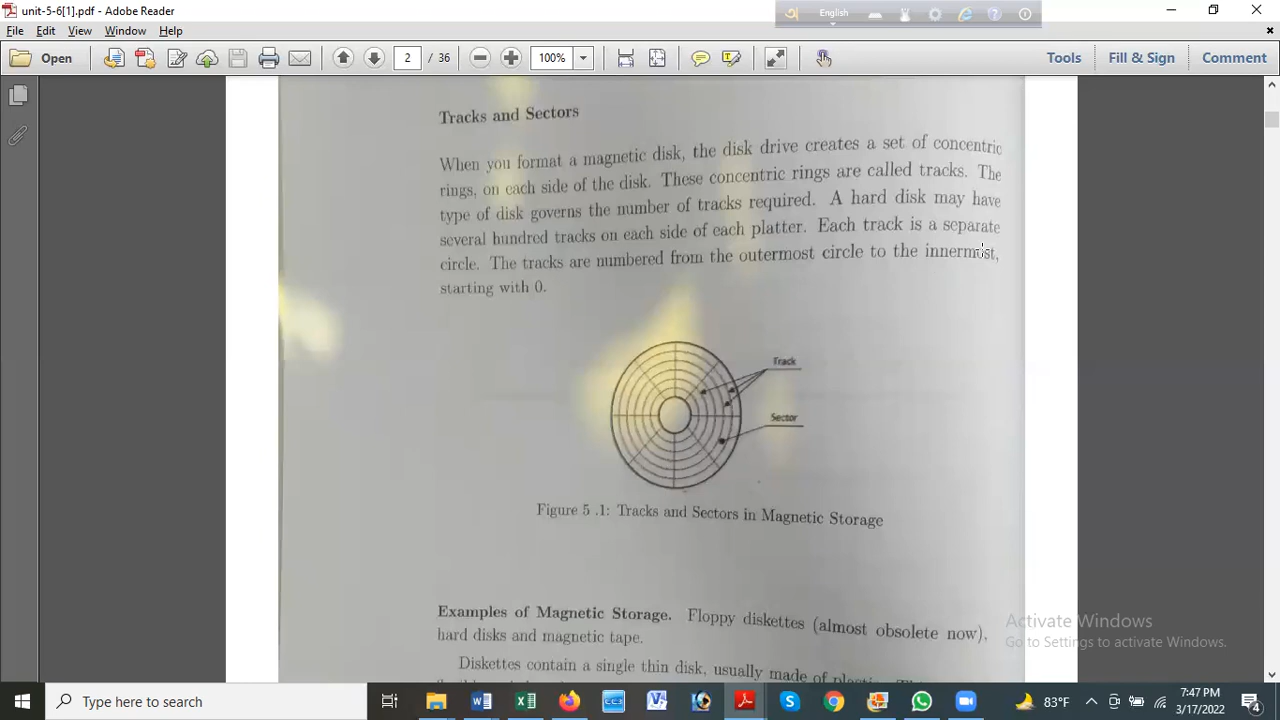 unit-5-6[1].pdf - Adobe Reader
English
File Edit View Window Help
Open
2 / 36
100%
Tools Fill & Sign Comment
Tracks and Sectors
When you format a magnetic disk, the disk drive creates a set of concentric
rings, on each side of the disk. These concentric rings are called tracks. The
type of disk governs the number of tracks required. A hard disk may have
several hundred tracks on each side of each platter. Each track is a separate
circle. The tracks are numbered from the outermost circle to the innermost,
starting with 0.
Track
Sector
Figure 5 .1: Tracks and Sectors in Magnetic Storage
Examples of Magnetic Storage. Floppy diskettes (almost obsolete now),
hard disks and magnetic tape.
Diskettes contain a single thin disk, usually made of plastic.
Activate Windows
Go to Settings to activate Windows.
Type here to search
83°F
7:47 PM
3/17/2022
4